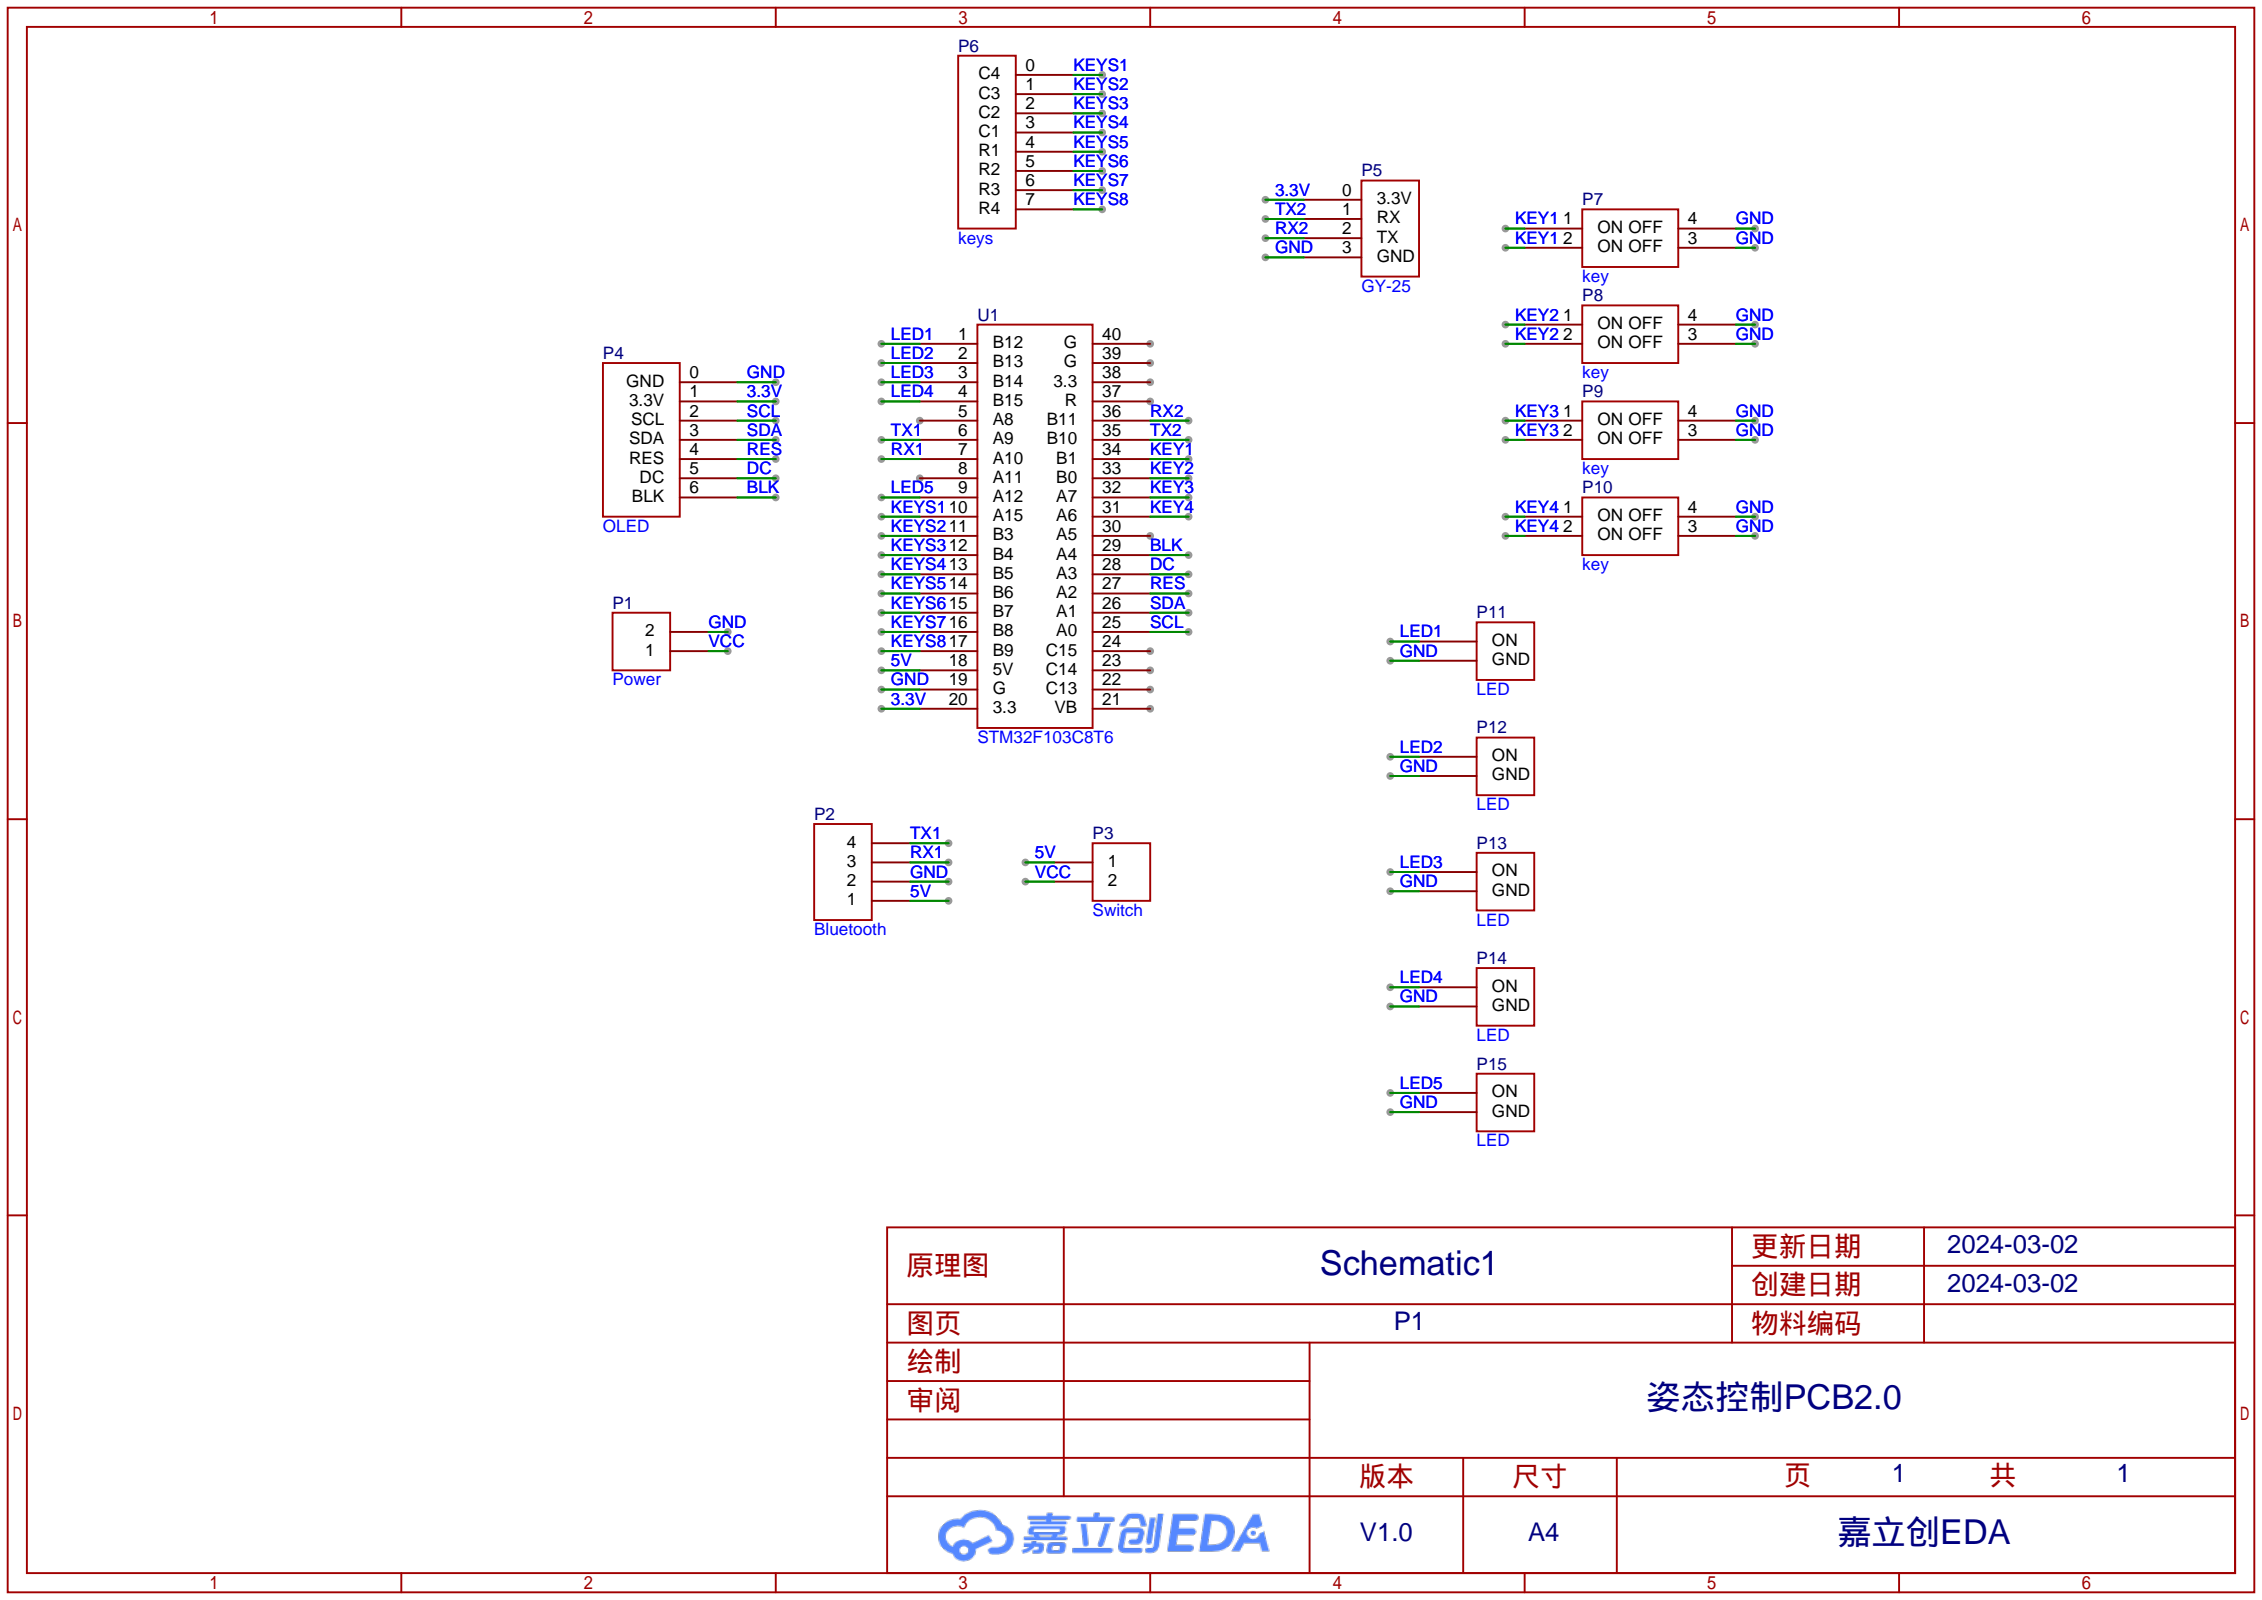 1 2 3 4 5 6
A A
B B
C C
D D
P6
C4 0 KEYS1
C3 1 KEYS2
C2 2 KEYS3
C1 3 KEYS4
R1 4 KEYS5
R2 5 KEYS6
R3 6 KEYS7
R4 7 KEYS8
keys
P5
3.3V 0 3.3V
TX2 1 RX
RX2 2 TX
GND 3 GND
GY-25
P7
KEY1 1 ON OFF 4 GND
KEY1 2 ON OFF 3 GND
key
P8
KEY2 1 ON OFF 4 GND
KEY2 2 ON OFF 3 GND
key
P9
KEY3 1 ON OFF 4 GND
KEY3 2 ON OFF 3 GND
key
P10
KEY4 1 ON OFF 4 GND
KEY4 2 ON OFF 3 GND
key
P4
GND 0 GND
3.3V 1 3.3V
SCL 2 SCL
SDA 3 SDA
RES 4 RES
DC 5 DC
BLK 6 BLK
OLED
U1
LED1 1 B12 G 40
LED2 2 B13 G 39
LED3 3 B14 3.3 38
LED4 4 B15 R 37
5 A8 B11 36 RX2
TX1 6 A9 B10 35 TX2
RX1 7 A10 B1 34 KEY1
8 A11 B0 33 KEY2
LED5 9 A12 A7 32 KEY3
KEYS1 10 A15 A6 31 KEY4
KEYS2 11 B3 A5 30
KEYS3 12 B4 A4 29 BLK
KEYS4 13 B5 A3 28 DC
KEYS5 14 B6 A2 27 RES
KEYS6 15 B7 A1 26 SDA
KEYS7 16 B8 A0 25 SCL
KEYS8 17 B9 C15 24
5V 18 5V C14 23
GND 19 G C13 22
3.3V 20 3.3 VB 21
STM32F103C8T6
P1
2 GND
1 VCC
Power
P2
4 TX1
3 RX1
2 GND
1 5V
Bluetooth
P3
5V 1
VCC 2
Switch
P11
LED1 ON
GND GND
LED
P12
LED2 ON
GND GND
LED
P13
LED3 ON
GND GND
LED
P14
LED4 ON
GND GND
LED
P15
LED5 ON
GND GND
LED
原理图 Schematic1 更新日期 2024-03-02
创建日期 2024-03-02
图页 P1 物料编码
绘制
审阅
姿态控制PCB2.0
版本 尺寸 页 1 共 1
嘉立创EDA V1.0 A4 嘉立创EDA
1 2 3 4 5 6